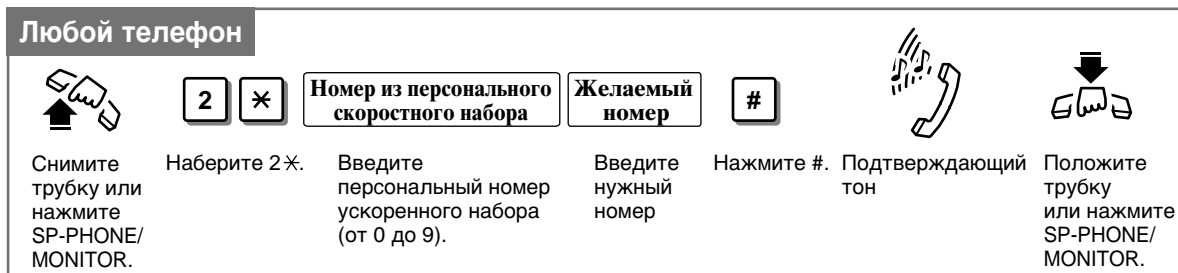 Любой телефон
2 ✳ Номер из персонального скоростного набора Желаемый номер #
Снимите трубку или нажмите SP-PHONE/ MONITOR.
Наберите 2✳.
Введите персональный номер ускоренного набора (от 0 до 9).
Введите нужный номер
Нажмите #.
Подтверждающий тон
Положите трубку или нажмите SP-PHONE/ MONITOR.